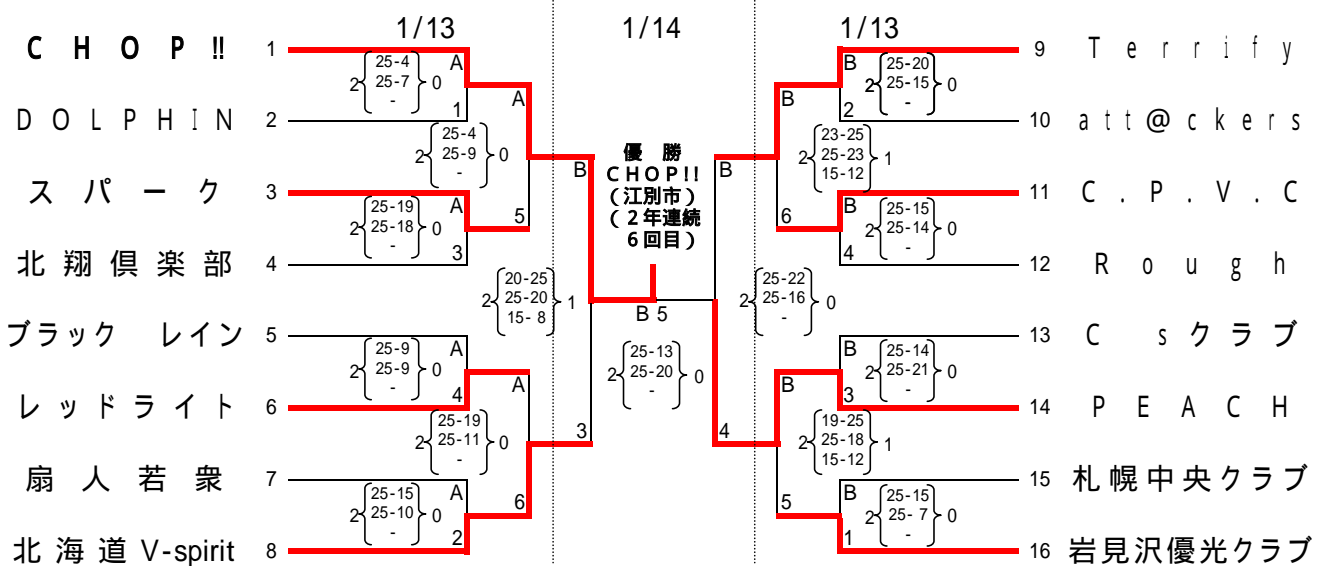 1/13
1/14
1/13
CHOP!! 1
DOLPHIN 2
スパーク 3
北翔倶楽部 4
ブラック レイン 5
レッドライト 6
扇人若衆 7
北海道 V-spirit 8
A
2 25-4 0
25-7
-
1
A
2 25-4 0
25-9
-
A
2 25-19 0
25-18
-
3
5
B
2 20-25 1
25-20
15- 8
A
2 25-9 0
25-9
-
4
A
2 25-19 0
25-11
-
3
A
2 25-15 0
25-10
-
2
6
優勝
CHOP!!
(江別市)
(2年連続
6回目)
B 5
2 25-13 0
25-20
-
B
2 25-20 0
25-15
-
2
B
2 23-25 1
25-23
15-12
B
B
2 25-15 0
25-14
-
4
6
2 25-22 0
25-16
-
B
2 25-14 0
25-21
-
3
B
4
2 19-25 1
25-18
15-12
B
2 25-15 0
25- 7
-
1
5
9 Terrify
10 att@ckers
11 C.P.V.C
12 Rough
13 C sクラブ
14 PEACH
15 札幌中央クラブ
16 岩見沢優光クラブ